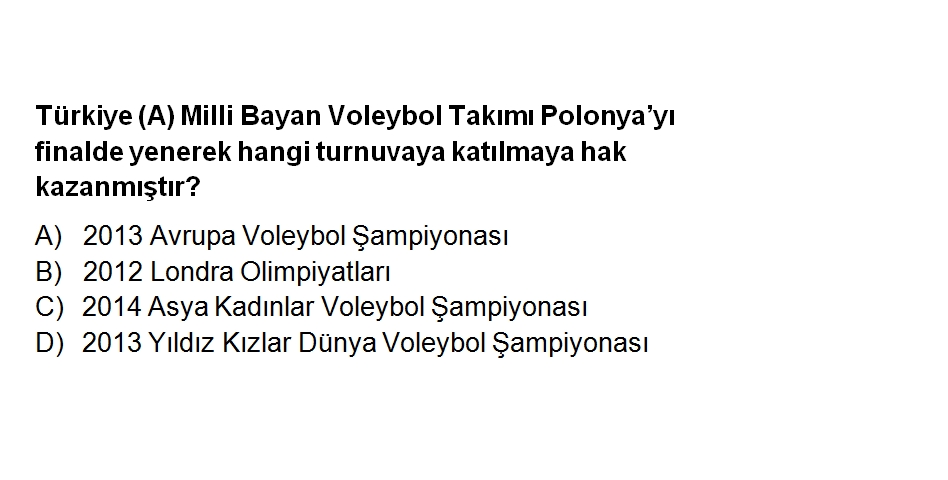 Türkiye (A) Milli Bayan Voleybol Takımı Polonya’yı
finalde yenerek hangi turnuvaya katılmaya hak
kazanmıştır?
A) 2013 Avrupa Voleybol Şampiyonası
B) 2012 Londra Olimpiyatları
C) 2014 Asya Kadınlar Voleybol Şampiyonası
D) 2013 Yıldız Kızlar Dünya Voleybol Şampiyonası